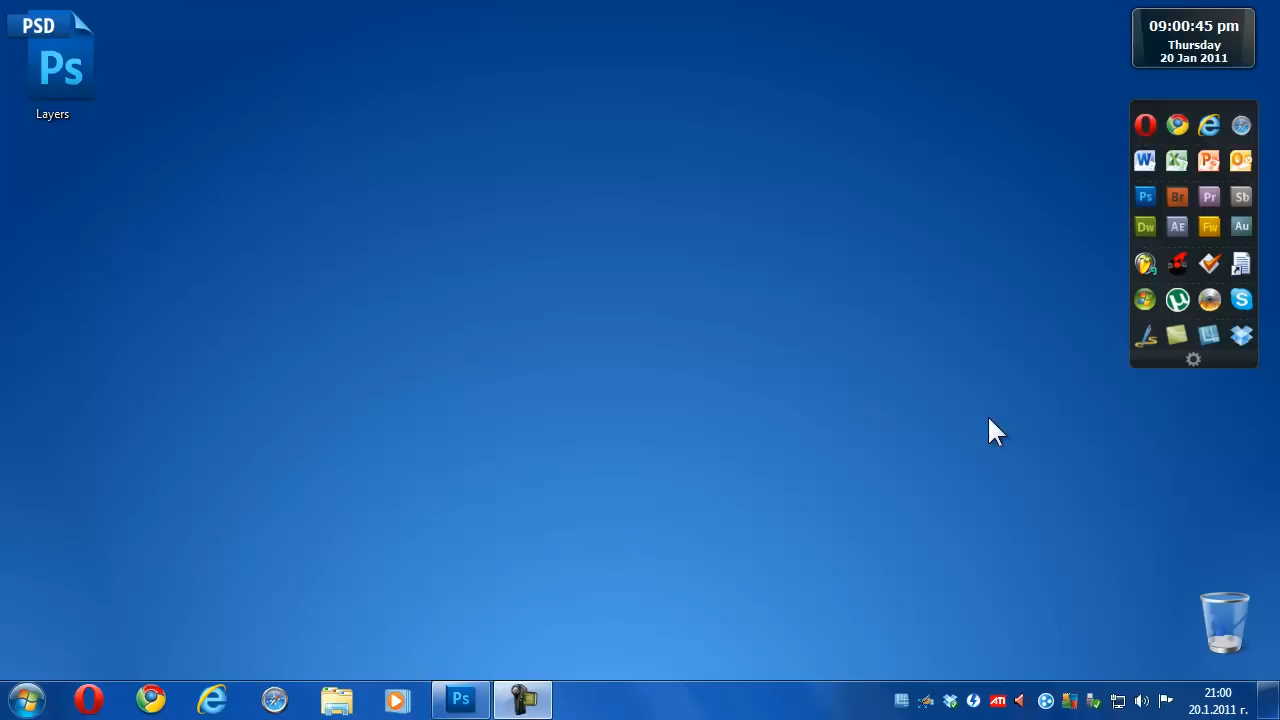 PSD
Ps
Layers
09:00:45 pm
Thursday
20 Jan 2011
W X P O
Ps Br Pr Sb
Dw AE Fw Au
µ S
Ps
ATI
21:00
20.1.2011 г.